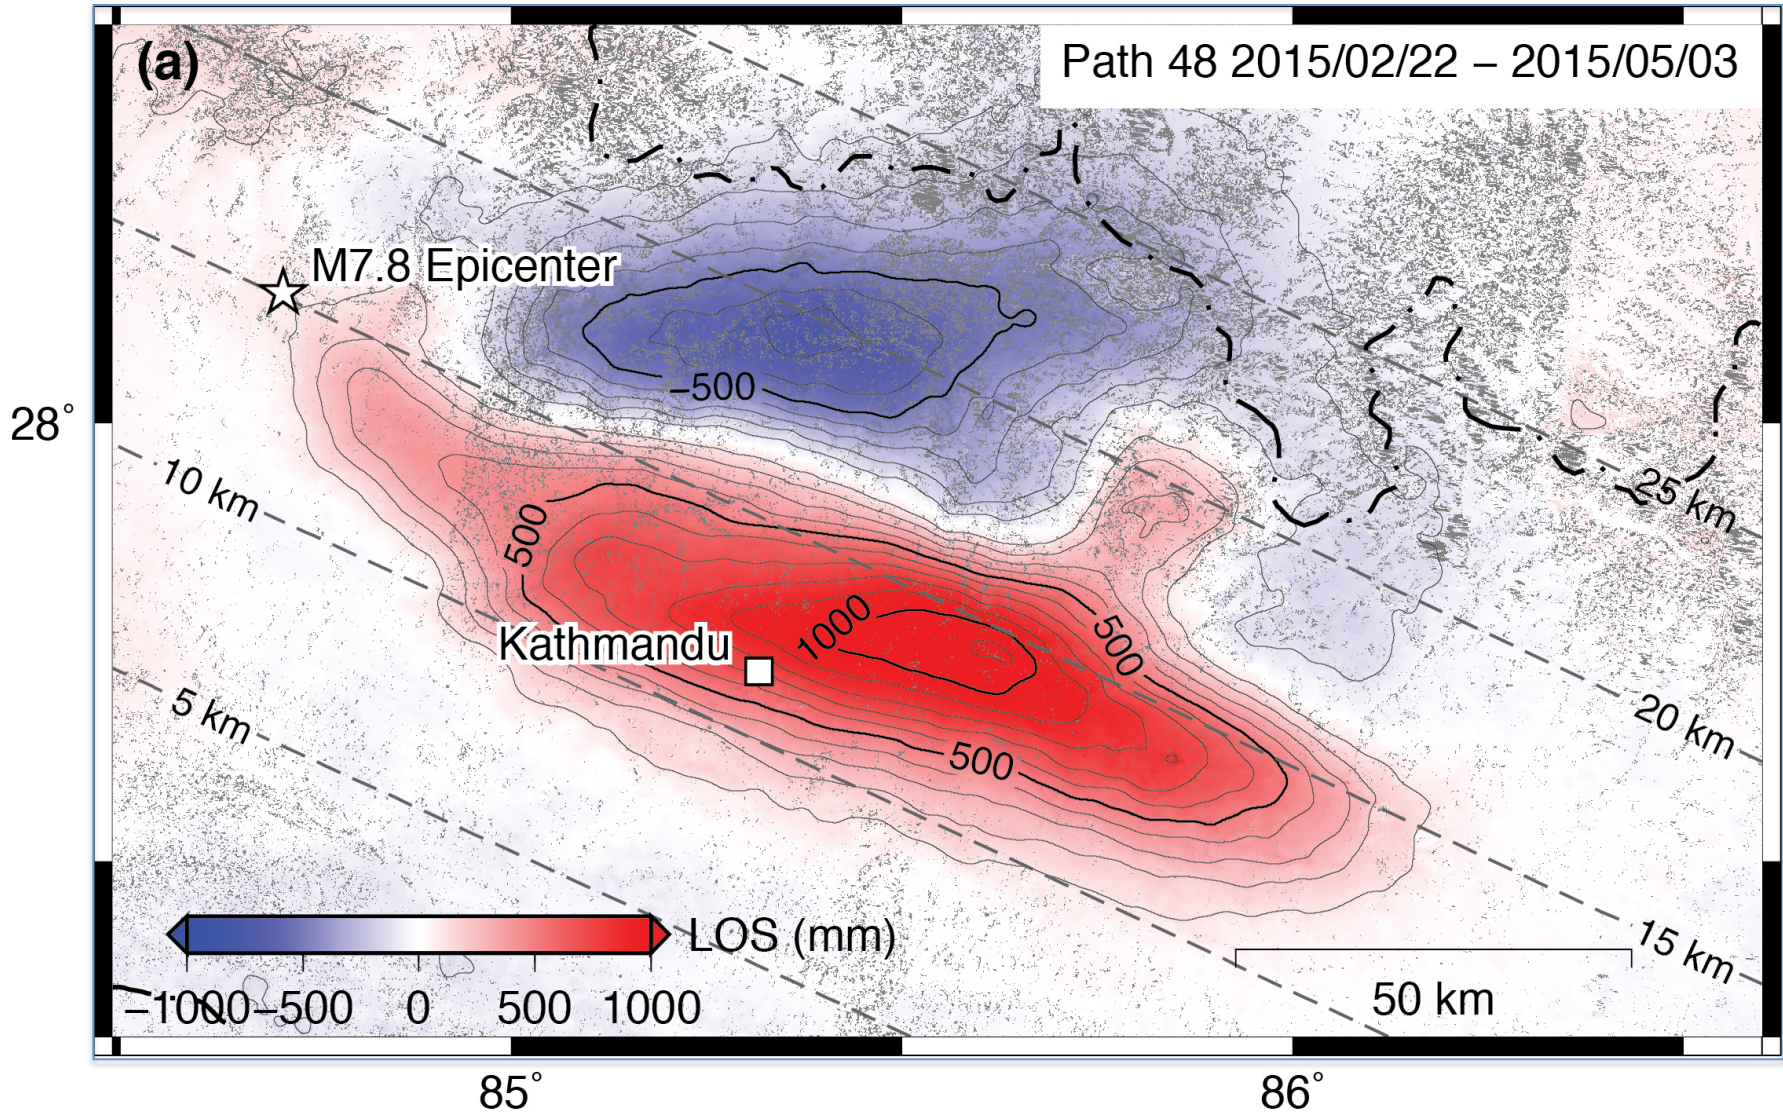 (a)
Path 48 2015/02/22 – 2015/05/03
M7.8 Epicenter
−500
28°
10 km
25 km
500
1000
500
Kathmandu
5 km
20 km
500
LOS (mm)
15 km
−1000 −500 0 500 1000
50 km
85° 86°